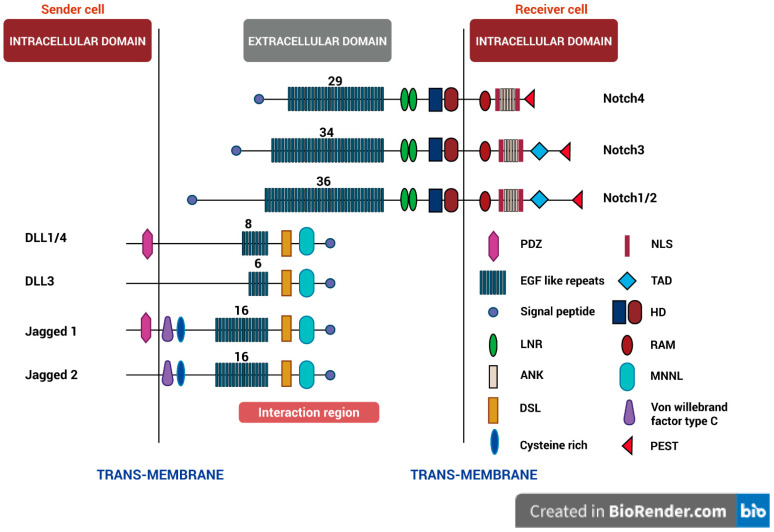 Sender cell
Receiver cell
INTRACELLULAR DOMAIN
EXTRACELLULAR DOMAIN
INTRACELLULAR DOMAIN
29
Notch4
34
Notch3
36
Notch1/2
DLL1/4
8
DLL3
6
Jagged 1
16
Jagged 2
16
Interaction region
PDZ
NLS
EGF like repeats
TAD
Signal peptide
HD
LNR
RAM
ANK
MNNL
DSL
Von willebrand
factor type C
Cysteine rich
PEST
TRANS-MEMBRANE
TRANS-MEMBRANE
Created in BioRender.com bio